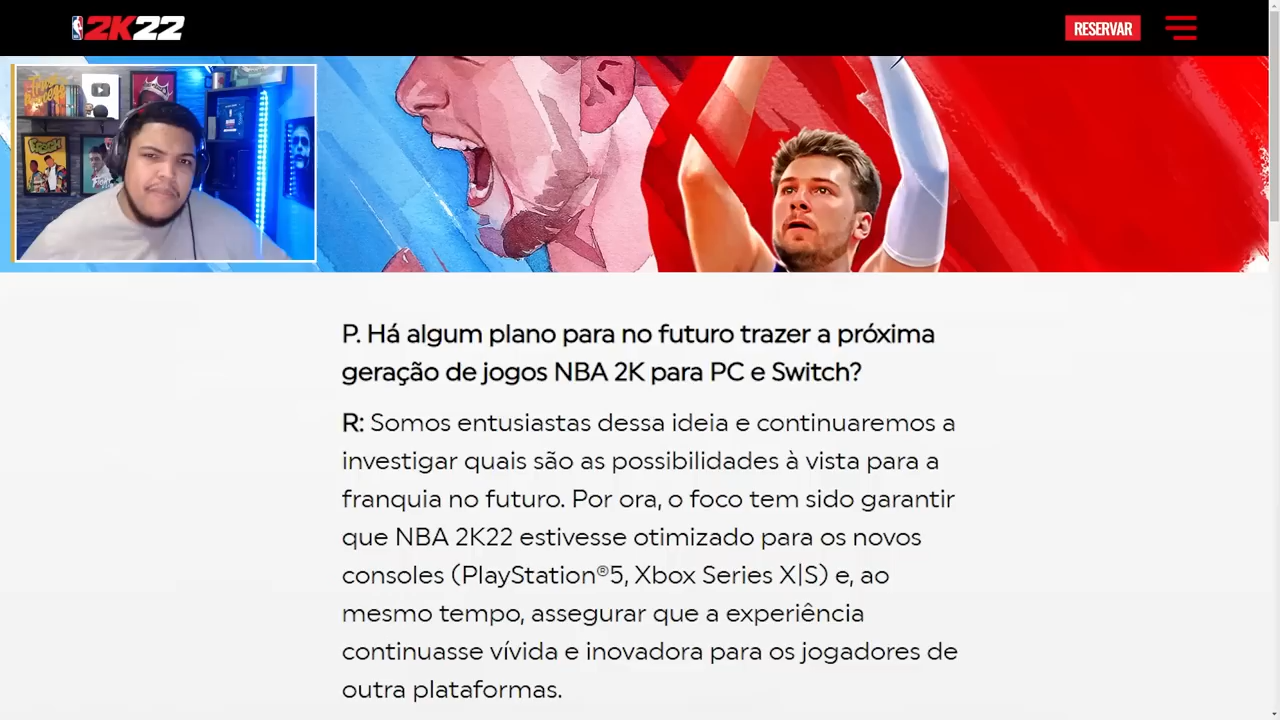 2K22
RESERVAR
P. Há algum plano para no futuro trazer a próxima
geração de jogos NBA 2K para PC e Switch?
R: Somos entusiastas dessa ideia e continuaremos a
investigar quais são as possibilidades à vista para a
franquia no futuro. Por ora, o foco tem sido garantir
que NBA 2K22 estivesse otimizado para os novos
consoles (PlayStation®5, Xbox Series X|S) e, ao
mesmo tempo, assegurar que a experiência
continuasse vívida e inovadora para os jogadores de
outra plataformas.